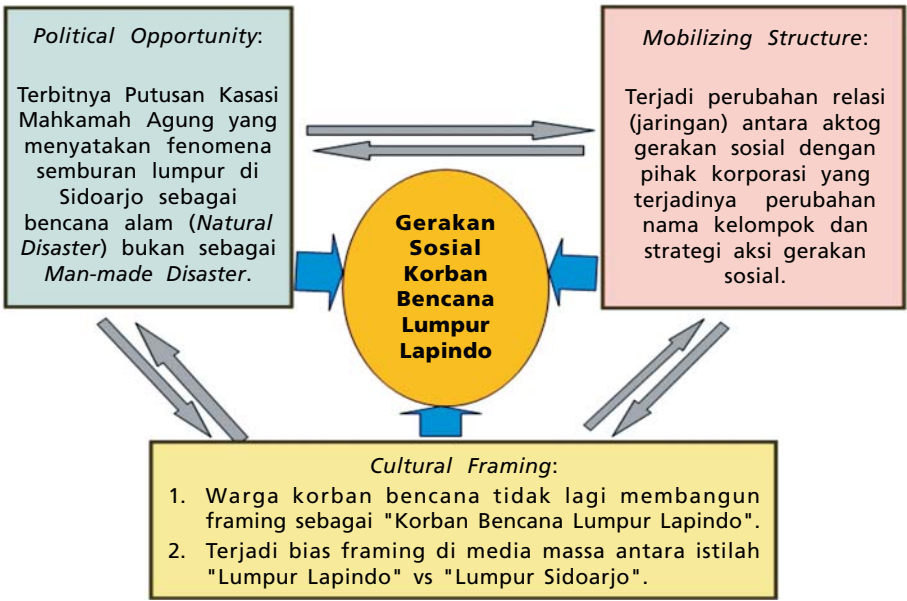 Political Opportunity:
Terbitnya Putusan Kasasi
Mahkamah Agung yang
menyatakan fenomena
semburan lumpur di
Sidoarjo sebagai
bencana alam (Natural
Disaster) bukan sebagai
Man-made Disaster.
Mobilizing Structure:
Terjadi perubahan relasi
(jaringan) antara aktog
gerakan sosial dengan
pihak korporasi yang
terjadinya perubahan
nama kelompok dan
strategi aksi gerakan
sosial.
Gerakan
Sosial
Korban
Bencana
Lumpur
Lapindo
Cultural Framing:
1. Warga korban bencana tidak lagi membangun
framing sebagai "Korban Bencana Lumpur Lapindo".
2. Terjadi bias framing di media massa antara istilah
"Lumpur Lapindo" vs "Lumpur Sidoarjo".